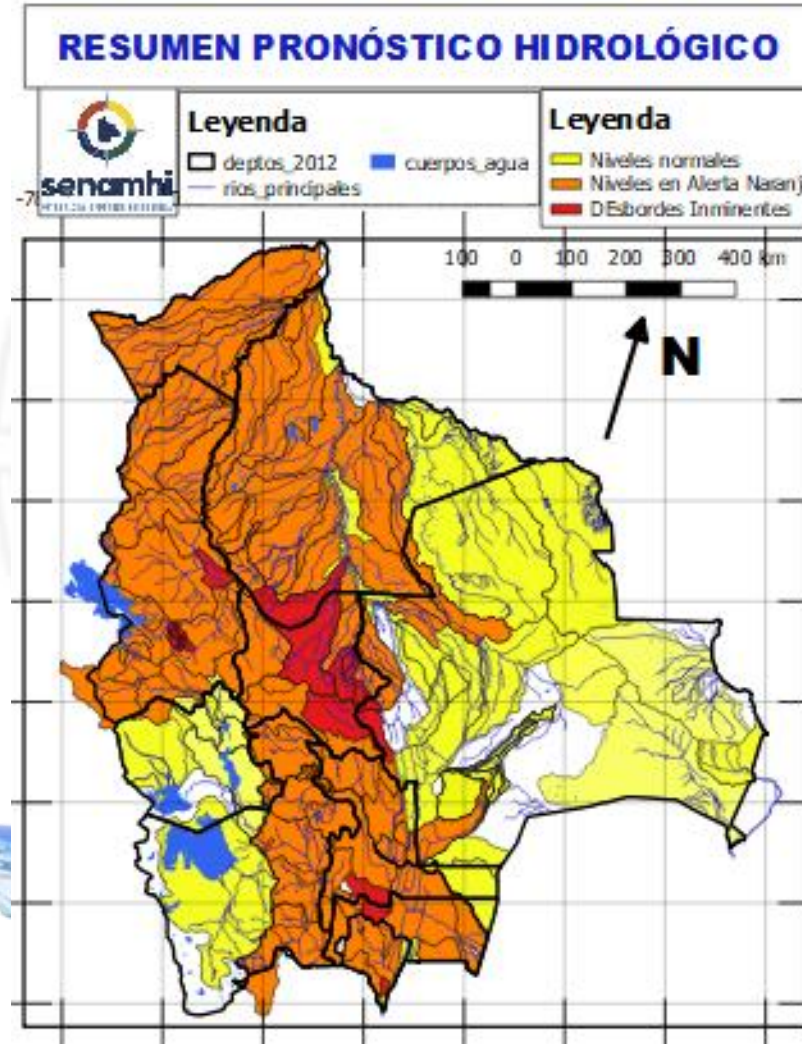 RESUMEN PRONÓSTICO HIDROLÓGICO
senamhi
Leyenda
deptos_2012
cuerpos_agua
rios_principales
Leyenda
Niveles normales
Niveles en Alerta Naranj
DEsbordes Inminentes
-70
100 0 100 200 300 400 km
N